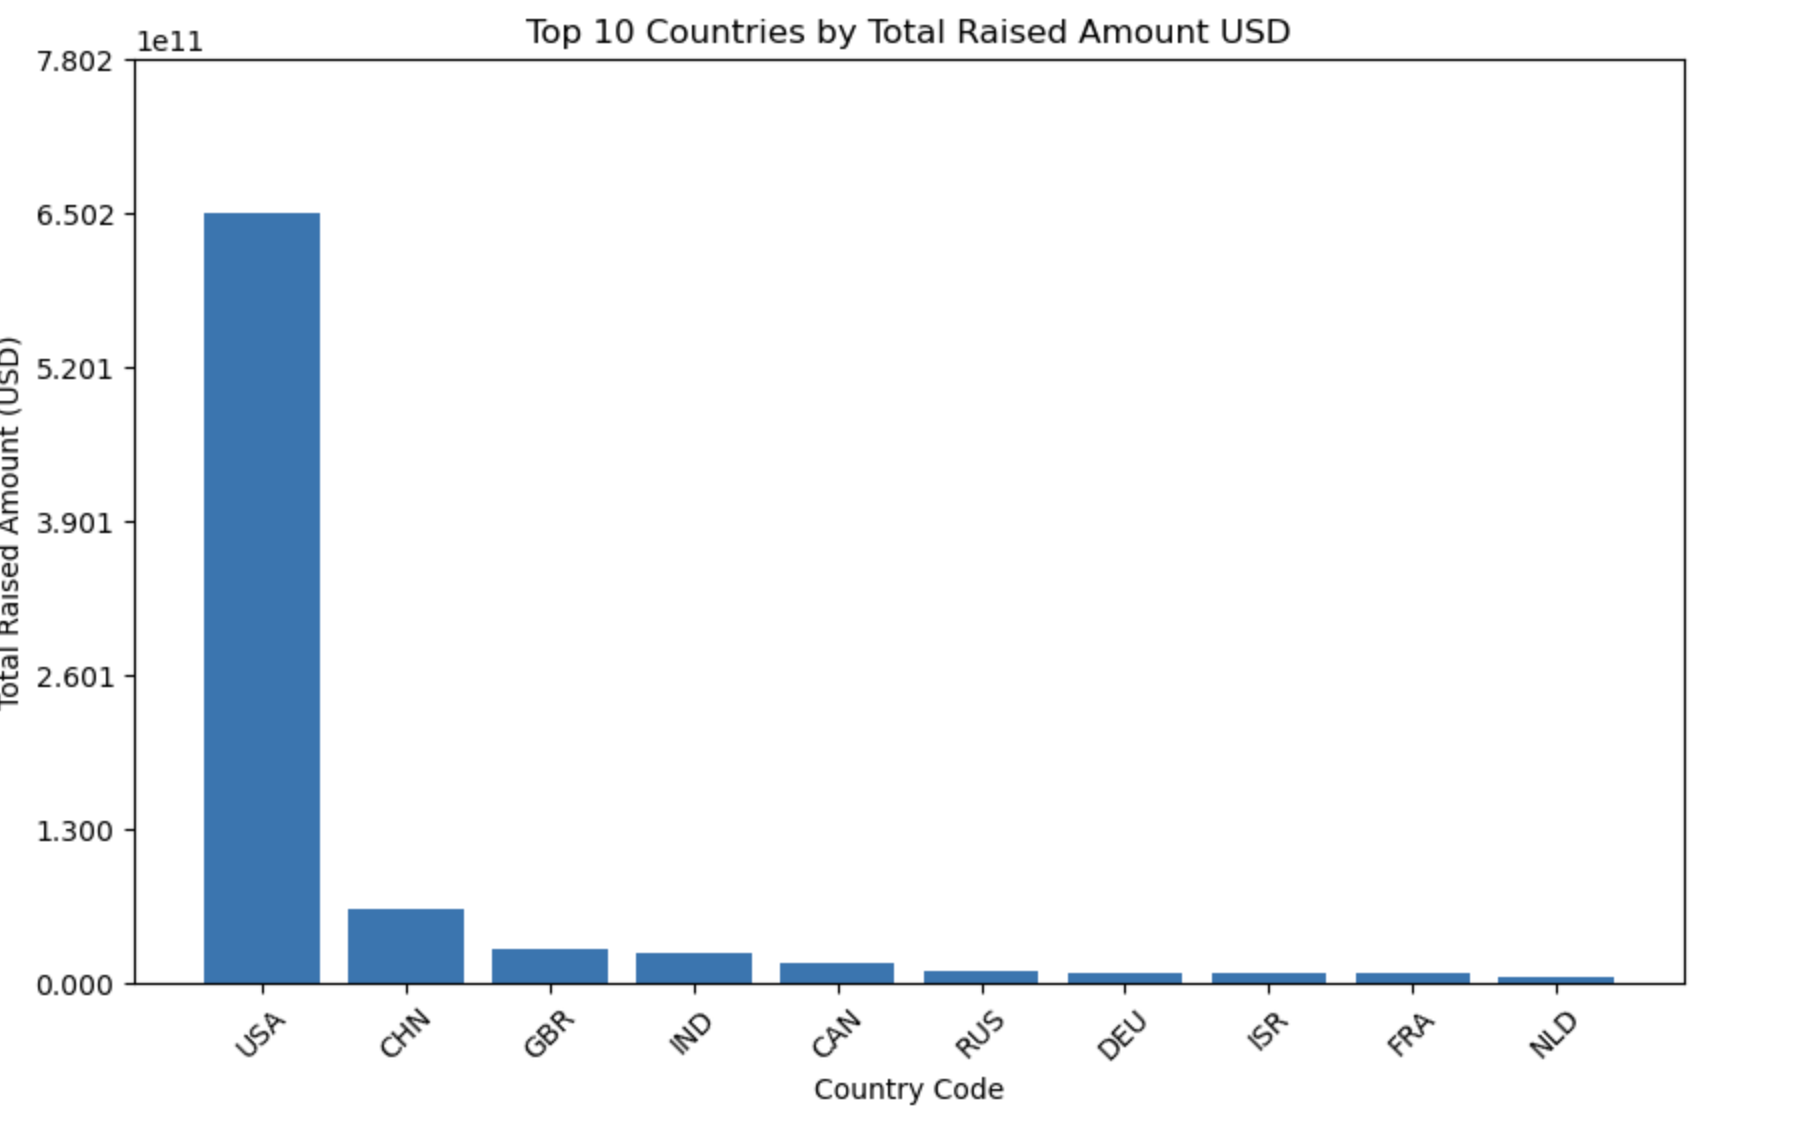 Top 10 Countries by Total Raised Amount USD
1e11
7.802
6.502
5.201
3.901
2.601
1.300
0.000
Total Raised Amount (USD)
USA
CHN
GBR
IND
CAN
RUS
DEU
ISR
FRA
NLD
Country Code